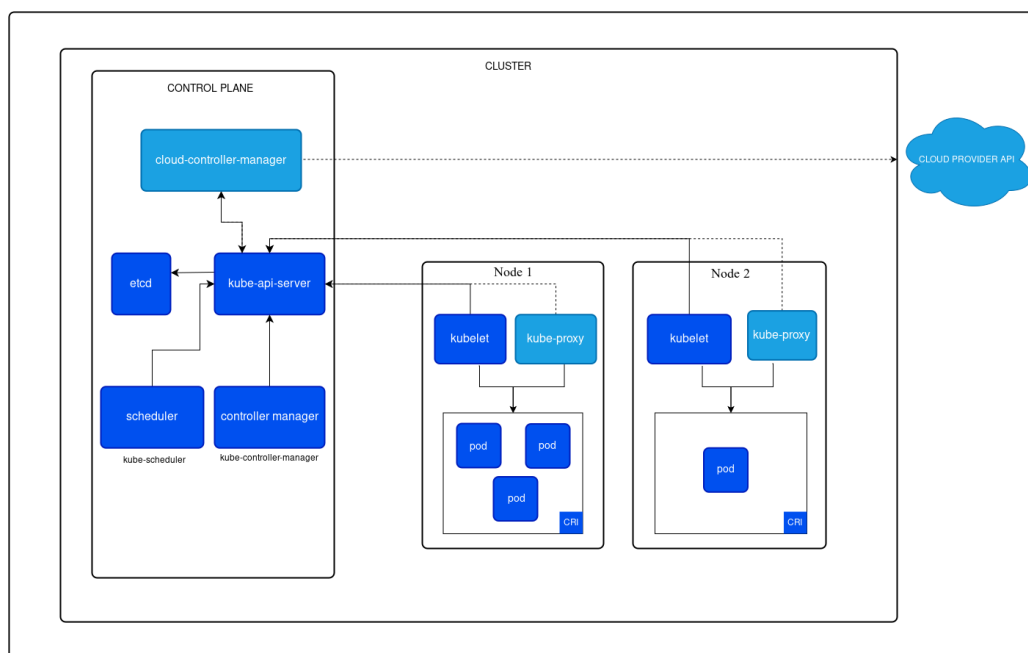 CLUSTER
CONTROL PLANE
cloud-controller-manager
CLOUD PROVIDER API
etcd
kube-api-server
scheduler
kube-scheduler
controller manager
kube-controller-manager
Node 1
kubelet
kube-proxy
pod
pod
pod
CRI
Node 2
kubelet
kube-proxy
pod
CRI